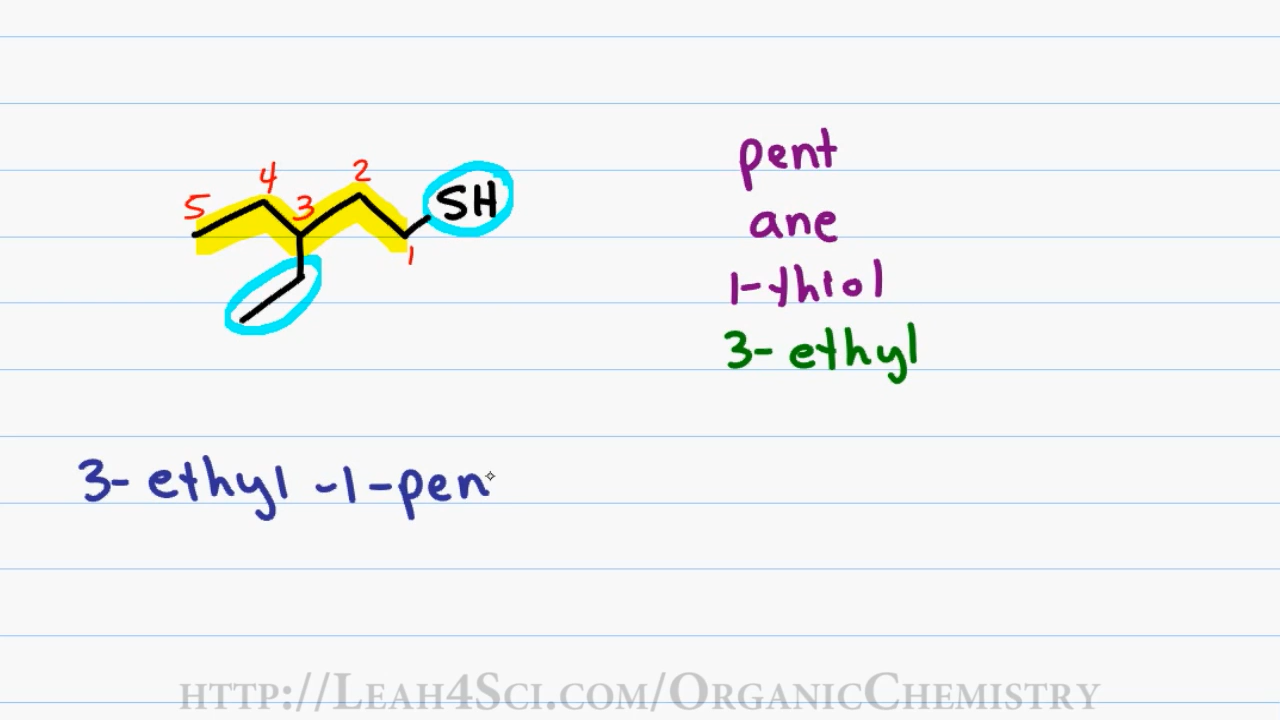 4 2
5 3 SH
1
pent
ane
1-thiol
3- ethyl
3- ethyl -1-pen
HTTP://LEAH4SCI.COM/ORGANICCHEMISTRY